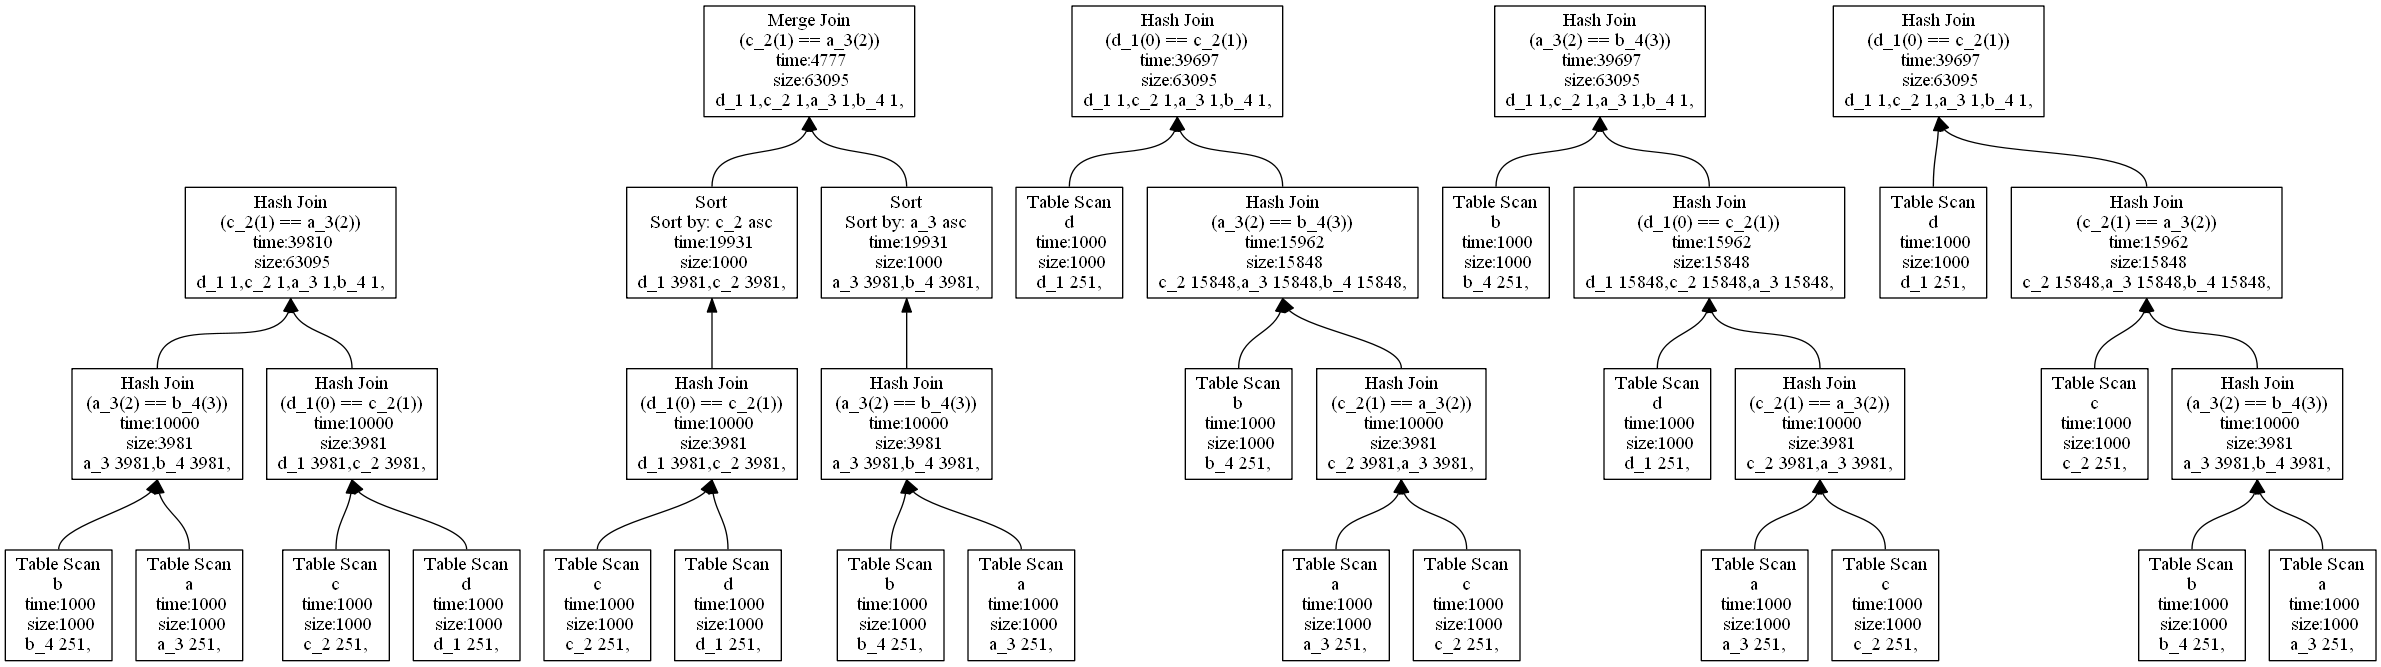 Merge Join
(c_2(1) == a_3(2))
time:4777
size:63095
d_1 1,c_2 1,a_3 1,b_4 1,
Hash Join
(d_1(0) == c_2(1))
time:39697
size:63095
d_1 1,c_2 1,a_3 1,b_4 1,
Hash Join
(a_3(2) == b_4(3))
time:39697
size:63095
d_1 1,c_2 1,a_3 1,b_4 1,
Hash Join
(d_1(0) == c_2(1))
time:39697
size:63095
d_1 1,c_2 1,a_3 1,b_4 1,
Hash Join
(c_2(1) == a_3(2))
time:39810
size:63095
d_1 1,c_2 1,a_3 1,b_4 1,
Sort
Sort by: c_2 asc
time:19931
size:1000
d_1 3981,c_2 3981,
Sort
Sort by: a_3 asc
time:19931
size:1000
a_3 3981,b_4 3981,
Table Scan
d
time:1000
size:1000
d_1 251,
Hash Join
(a_3(2) == b_4(3))
time:15962
size:15848
c_2 15848,a_3 15848,b_4 15848,
Table Scan
b
time:1000
size:1000
b_4 251,
Hash Join
(d_1(0) == c_2(1))
time:15962
size:15848
d_1 15848,c_2 15848,a_3 15848,
Table Scan
d
time:1000
size:1000
d_1 251,
Hash Join
(c_2(1) == a_3(2))
time:15962
size:15848
c_2 15848,a_3 15848,b_4 15848,
Hash Join
(a_3(2) == b_4(3))
time:10000
size:3981
a_3 3981,b_4 3981,
Hash Join
(d_1(0) == c_2(1))
time:10000
size:3981
d_1 3981,c_2 3981,
Hash Join
(d_1(0) == c_2(1))
time:10000
size:3981
d_1 3981,c_2 3981,
Hash Join
(a_3(2) == b_4(3))
time:10000
size:3981
a_3 3981,b_4 3981,
Table Scan
b
time:1000
size:1000
b_4 251,
Hash Join
(c_2(1) == a_3(2))
time:10000
size:3981
c_2 3981,a_3 3981,
Table Scan
d
time:1000
size:1000
d_1 251,
Hash Join
(c_2(1) == a_3(2))
time:10000
size:3981
c_2 3981,a_3 3981,
Table Scan
c
time:1000
size:1000
c_2 251,
Hash Join
(a_3(2) == b_4(3))
time:10000
size:3981
a_3 3981,b_4 3981,
Table Scan
b
time:1000
size:1000
b_4 251,
Table Scan
a
time:1000
size:1000
a_3 251,
Table Scan
c
time:1000
size:1000
c_2 251,
Table Scan
d
time:1000
size:1000
d_1 251,
Table Scan
c
time:1000
size:1000
c_2 251,
Table Scan
d
time:1000
size:1000
d_1 251,
Table Scan
b
time:1000
size:1000
b_4 251,
Table Scan
a
time:1000
size:1000
a_3 251,
Table Scan
a
time:1000
size:1000
a_3 251,
Table Scan
c
time:1000
size:1000
c_2 251,
Table Scan
a
time:1000
size:1000
a_3 251,
Table Scan
c
time:1000
size:1000
c_2 251,
Table Scan
b
time:1000
size:1000
b_4 251,
Table Scan
a
time:1000
size:1000
a_3 251,